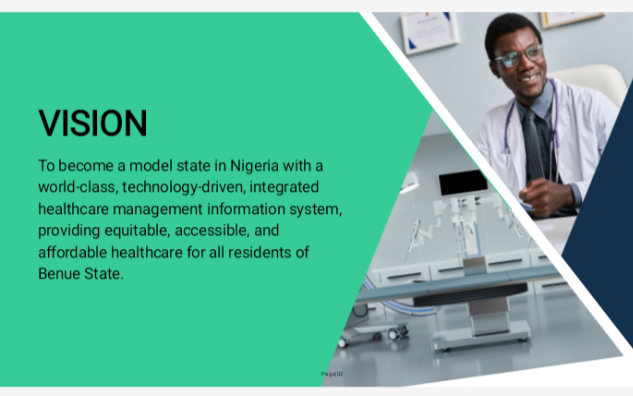 VISION
To become a model state in Nigeria with a
world-class, technology-driven, integrated
healthcare management information system,
providing equitable, accessible, and
affordable healthcare for all residents of
Benue State.